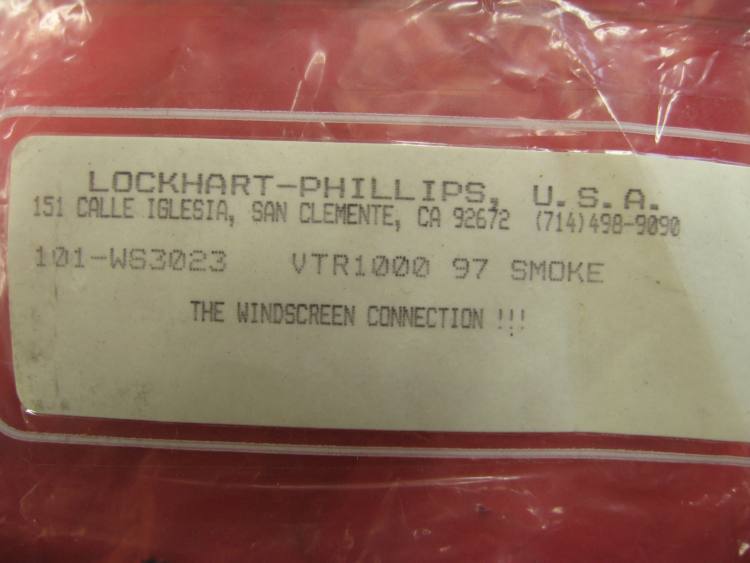 LOCKHART-PHILLIPS, U.S.A.
151 CALLE IGLESIA, SAN CLEMENTE, CA 92672 (714)498-9090
101-WS3023 VTR1000 97 SMOKE
THE WINDSCREEN CONNECTION !!!